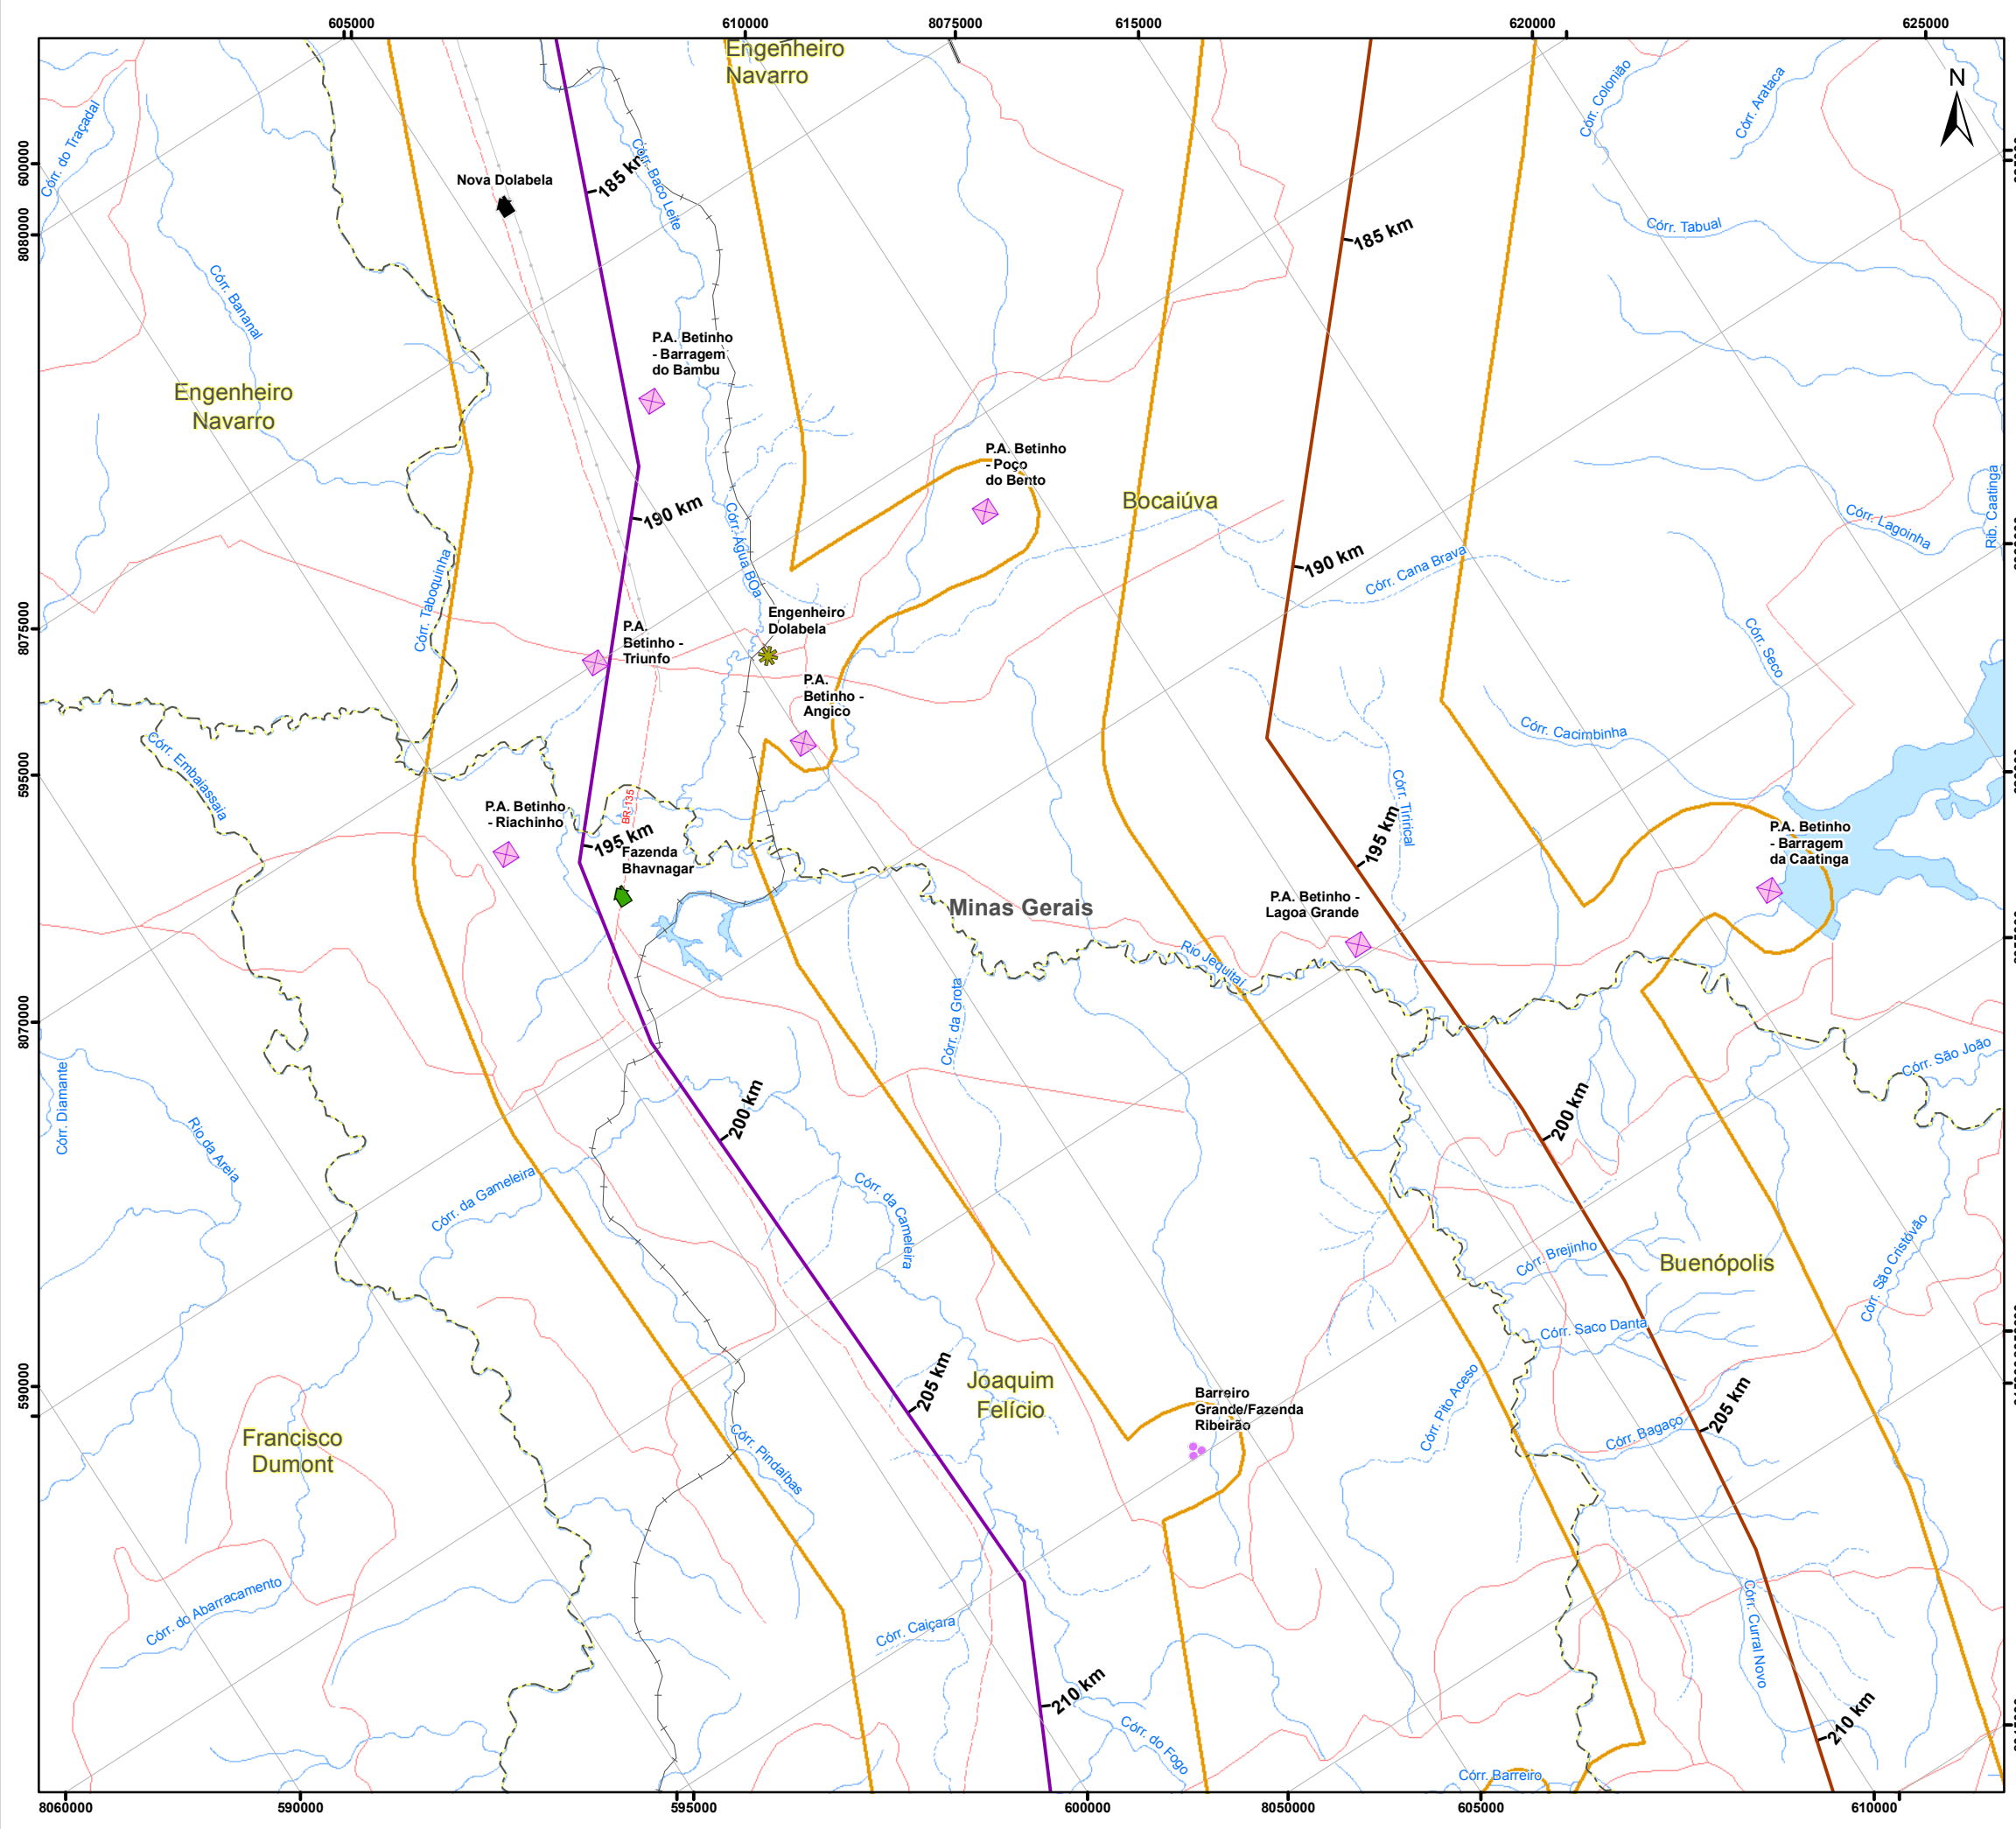 605000
610000
8075000
615000
620000
625000
Engenheiro
Navarro
N
Córr. Colonião
Córr. Arataca
Córr. do Traçadal
600000
8080000
Nova Dolabela
185 km
Córr. Baco Leite
185 km
Córr. Tabual
Córr. Bananal
P.A. Betinho
- Barragem
do Bambu
Engenheiro
Navarro
P.A. Betinho
- Poço
do Bento
Bocaiúva
190 km
Córr. Água BOa
190 km
Córr. Cana Brava
Córr. Lagoinha
Rib. Caatinga
Córr. Taboquinha
8075000
Engenheiro
Dolabela
P.A.
Betinho -
Triunfo
P.A.
Betinho -
Angico
Córr. Seco
Córr. Cacimbinha
595000
Córr. Embaiassaia
BR-135
P.A. Betinho
- Riachinho
195 km
Fazenda
Bhavnagar
Córr. Tiririca
195 km
P.A. Betinho
- Barragem
da Caatinga
Minas Gerais
P.A. Betinho -
Lagoa Grande
Rio Jequitaí
Córr. da Grota
8070000
Córr. Diamante
Rio da Areia
200 km
200 km
Córr. São João
Córr. da Gameleira
Córr. da Cameleira
Córr. Brejinho
Buenópolis
Córr. São Cristóvão
Córr. Saco Danta
590000
205 km
Joaquim
Felício
Barreiro
Grande/Fazenda
Ribeirão
Córr. Pito Aceso
205 km
Córr. Bagaço
Francisco
Dumont
Córr. Pindaíbas
Córr. do Abarracamento
Córr. Caiçara
Córr. Curral Novo
210 km
Córr. do Fogo
210 km
Córr. Barreiro
8060000
590000
595000
600000
8050000
605000
610000